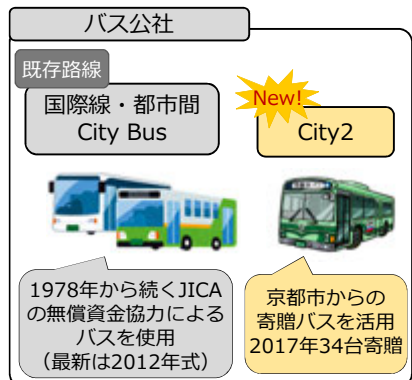 バス公社
既存路線
国際線・都市間
City Bus
New!
City2
1978年から続くJICA
の無償資金協力による
バスを使用
（最新は2012年式）
京都市からの
寄贈バスを活用
2017年34台寄贈